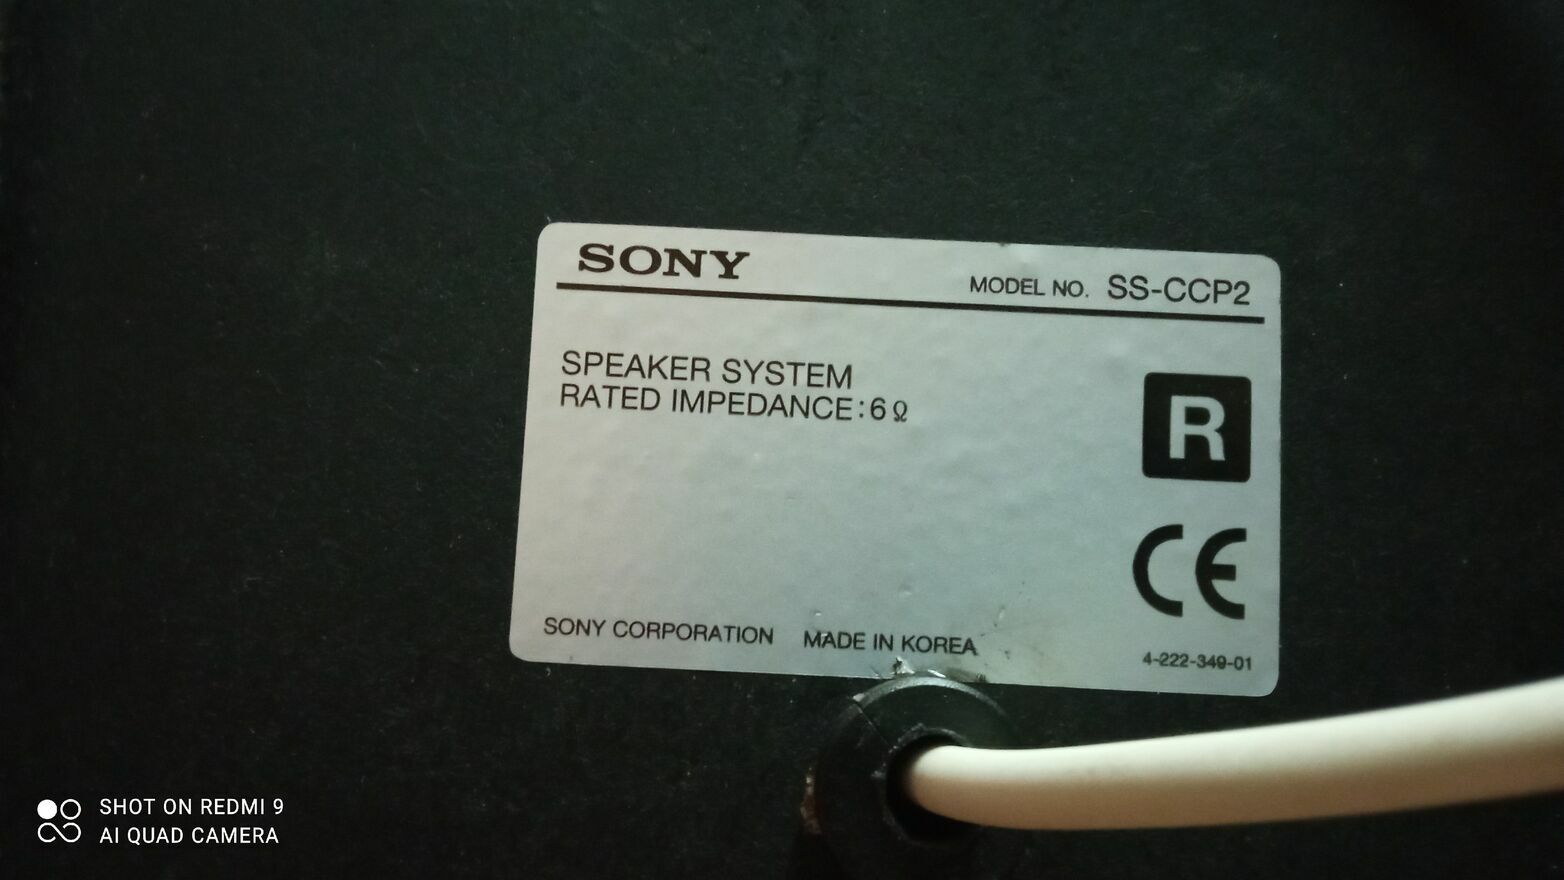 SONY
MODEL NO. SS-CCP2
SPEAKER SYSTEM
RATED IMPEDANCE:6Ω
R
CE
SONY CORPORATION MADE IN KOREA
4-222-349-01
SHOT ON REDMI 9
AI QUAD CAMERA